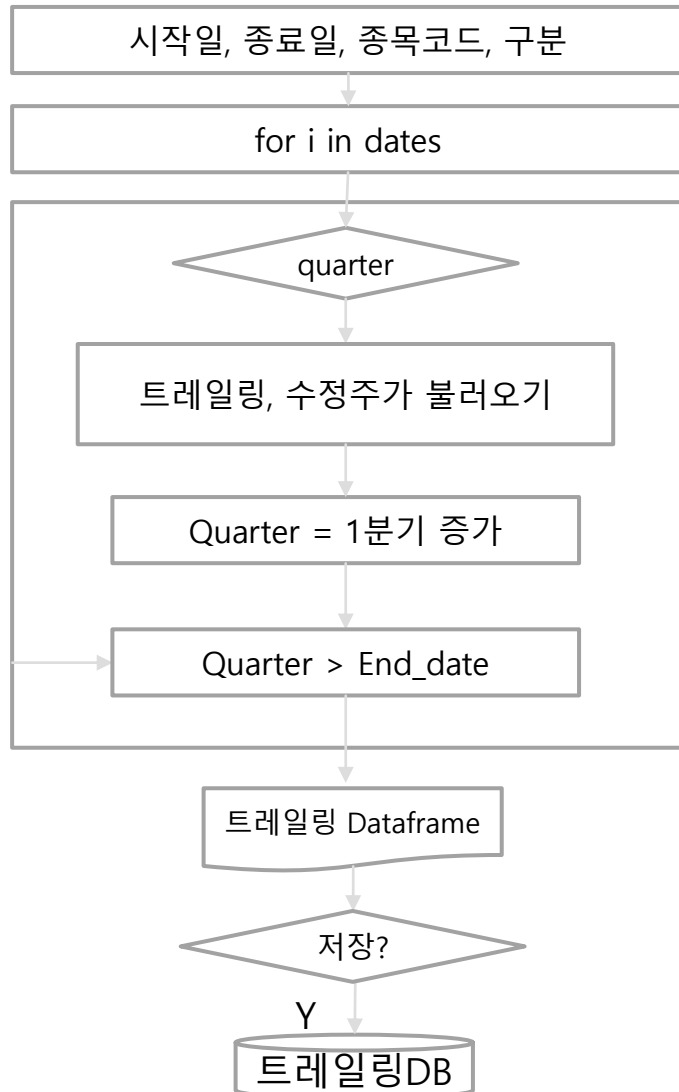 시작일, 종료일, 종목코드, 구분
for i in dates
quarter
트레일링, 수정주가 불러오기
Quarter = 1분기 증가
Quarter > End_date
트레일링 Dataframe
저장?
Y
트레일링DB